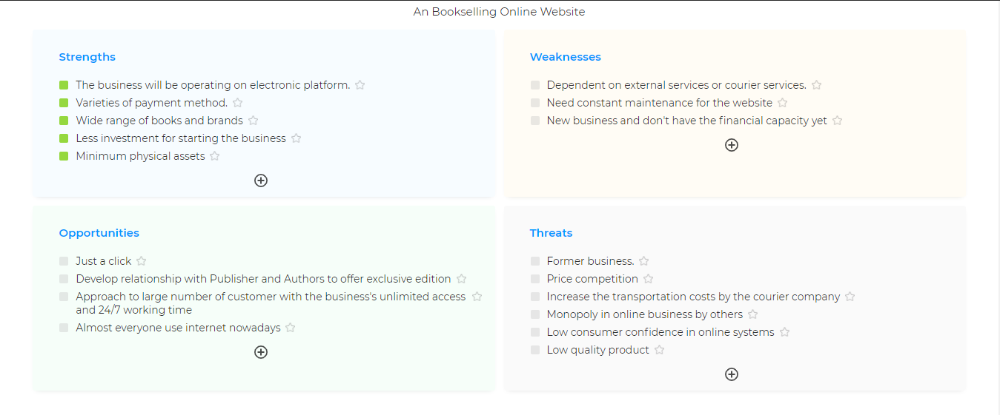 An Bookselling Online Website
Strengths
The business will be operating on electronic platform.
Varieties of payment method.
Wide range of books and brands
Less investment for starting the business
Minimum physical assets
Weaknesses
Dependent on external services or courier services.
Need constant maintenance for the website
New business and don't have the financial capacity yet
Opportunities
Just a click
Develop relationship with Publisher and Authors to offer exclusive edition
Approach to large number of customer with the business's unlimited access
and 24/7 working time
Almost everyone use internet nowadays
Threats
Former business.
Price competition
Increase the transportation costs by the courier company
Monopoly in online business by others
Low consumer confidence in online systems
Low quality product